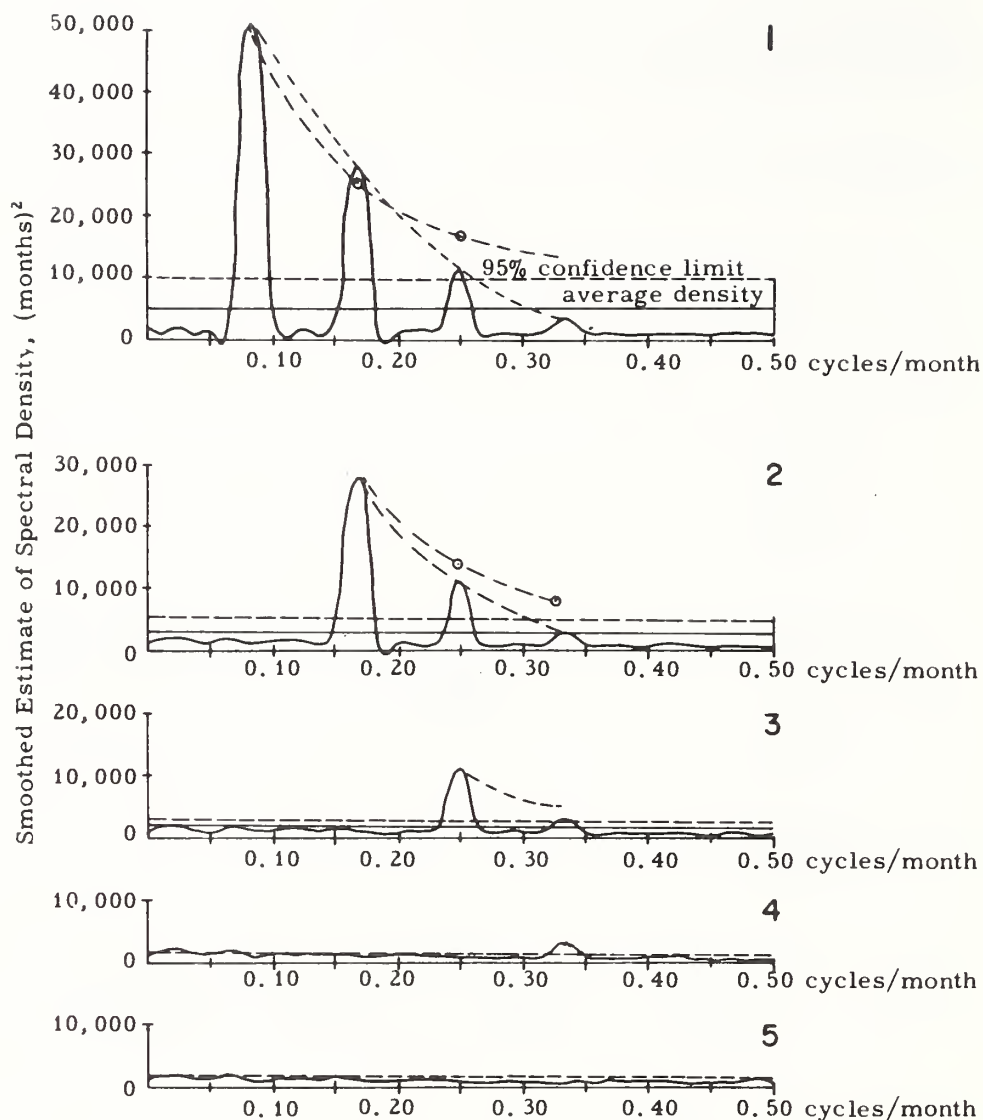 Smoothed Estimate of Spectral Density, (months)²
1
50,000
40,000
30,000
20,000
10,000
0
95% confidence limit
average density
0.10 0.20 0.30 0.40 0.50 cycles/month
2
30,000
20,000
10,000
0
0.10 0.20 0.30 0.40 0.50 cycles/month
3
20,000
10,000
0
0.10 0.20 0.30 0.40 0.50 cycles/month
4
10,000
0
0.10 0.20 0.30 0.40 0.50 cycles/month
5
10,000
0
0.10 0.20 0.30 0.40 0.50 cycles/month